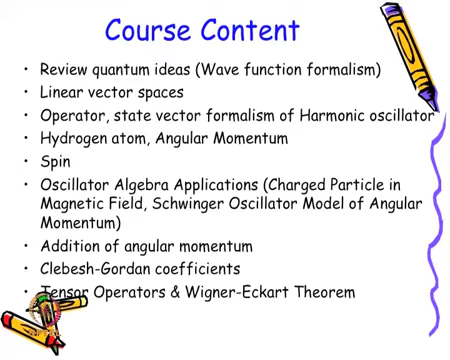 Course Content
• Review quantum ideas (Wave function formalism)
• Linear vector spaces
• Operator, state vector formalism of Harmonic oscillator
• Hydrogen atom, Angular Momentum
• Spin
• Oscillator Algebra Applications (Charged Particle in
Magnetic Field, Schwinger Oscillator Model of Angular
Momentum)
• Addition of angular momentum
• Clebesh-Gordan coefficients
• Tensor Operators & Wigner-Eckart Theorem